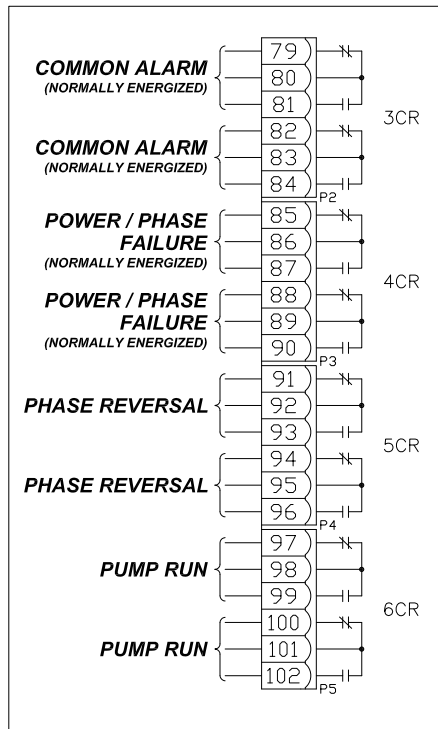 COMMON ALARM
(NORMALLY ENERGIZED)
79
80
81
3CR
COMMON ALARM
(NORMALLY ENERGIZED)
82
83
84
P2
POWER / PHASE
FAILURE
(NORMALLY ENERGIZED)
85
86
87
4CR
POWER / PHASE
FAILURE
(NORMALLY ENERGIZED)
88
89
90
P3
PHASE REVERSAL
91
92
93
5CR
PHASE REVERSAL
94
95
96
P4
PUMP RUN
97
98
99
6CR
PUMP RUN
100
101
102
P5